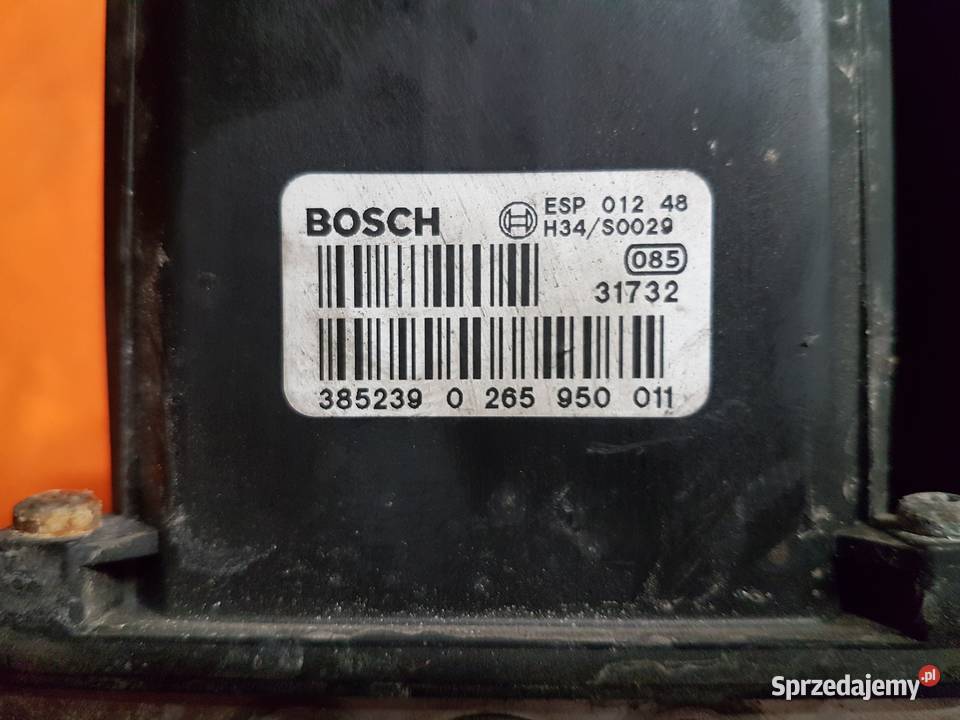 BOSCH
ESP 012 48
H34/S0029
085
31732
385239 0 265 950 011
Sprzedajemy.pl